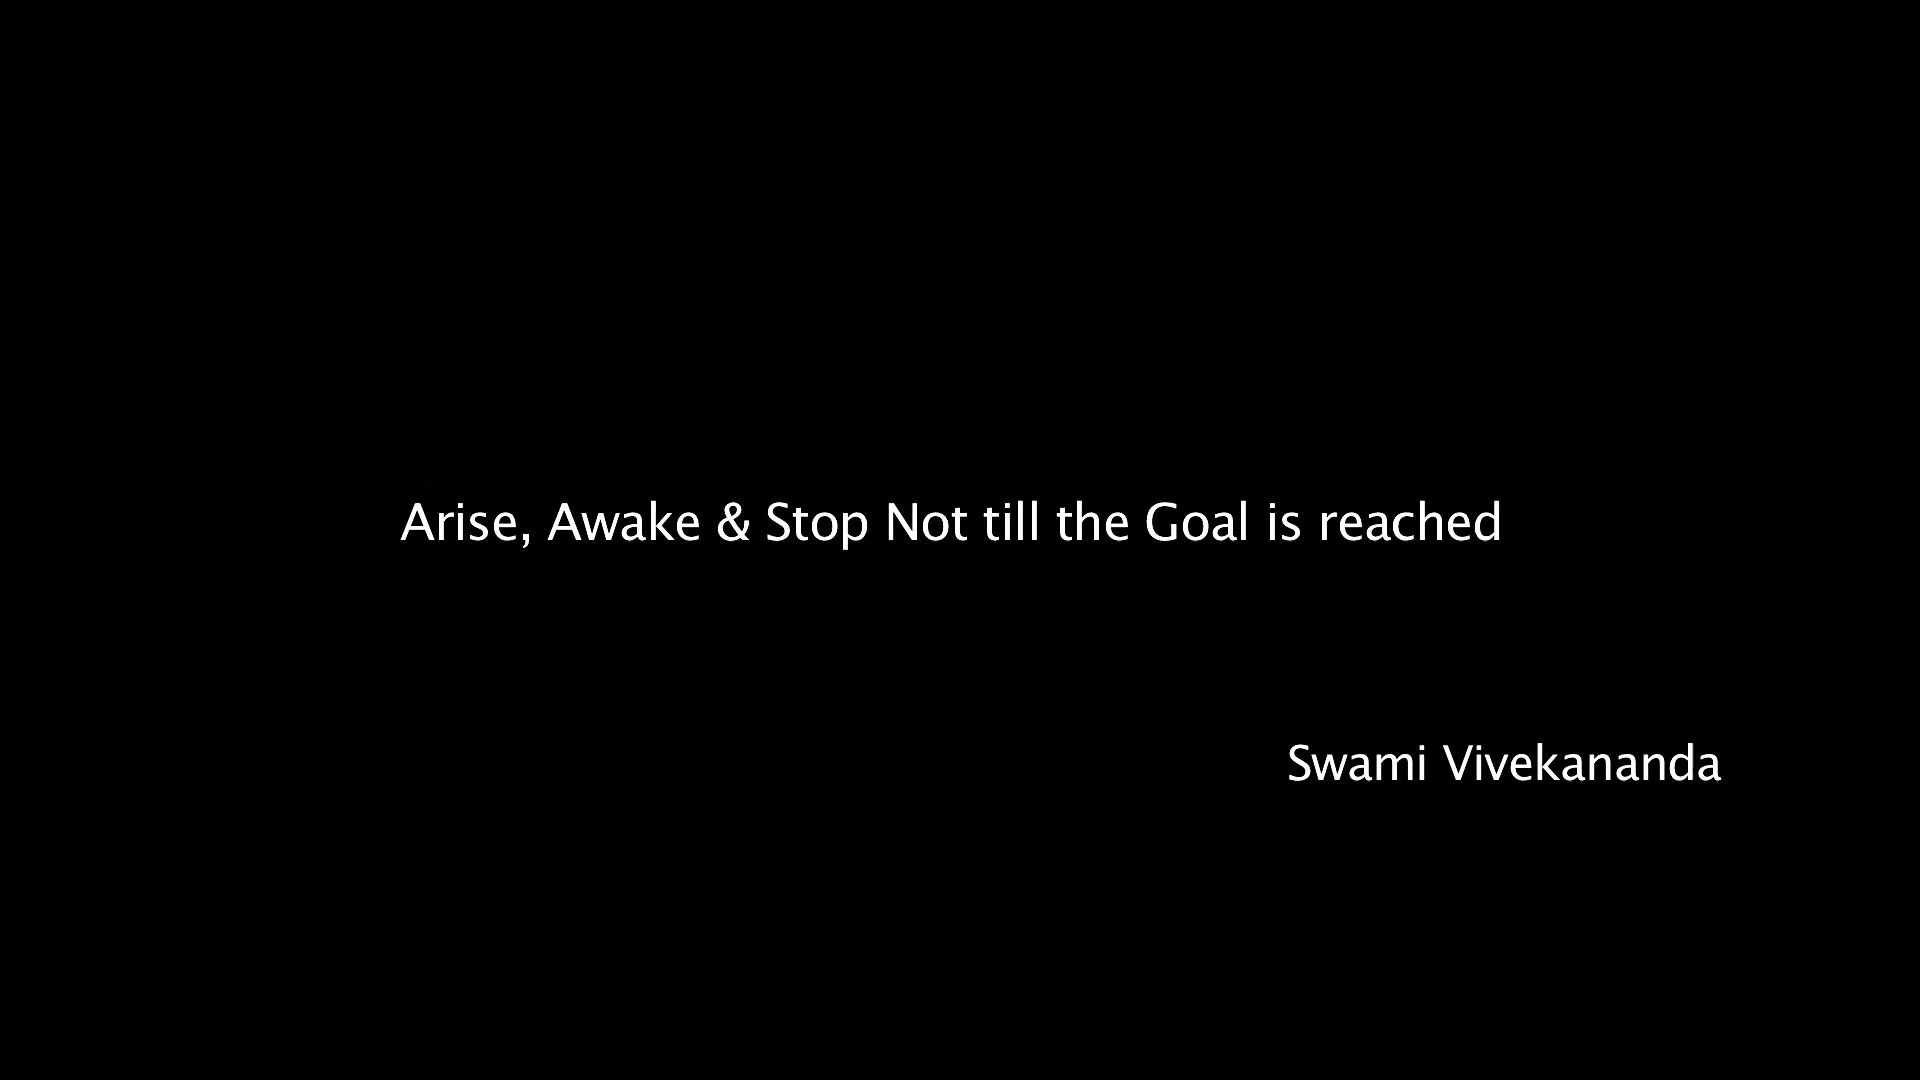 Arise, Awake & Stop Not till the Goal is reached
Swami Vivekananda